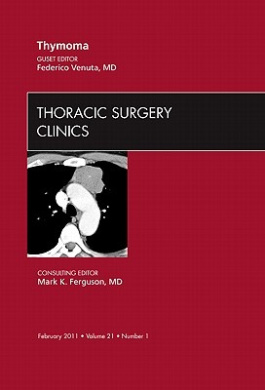 Thymoma
GUSET EDITOR
Federico Venuta, MD
THORACIC SURGERY
CLINICS
CONSULTING EDITOR
Mark K. Ferguson, MD
February 2011 • Volume 21 • Number 1